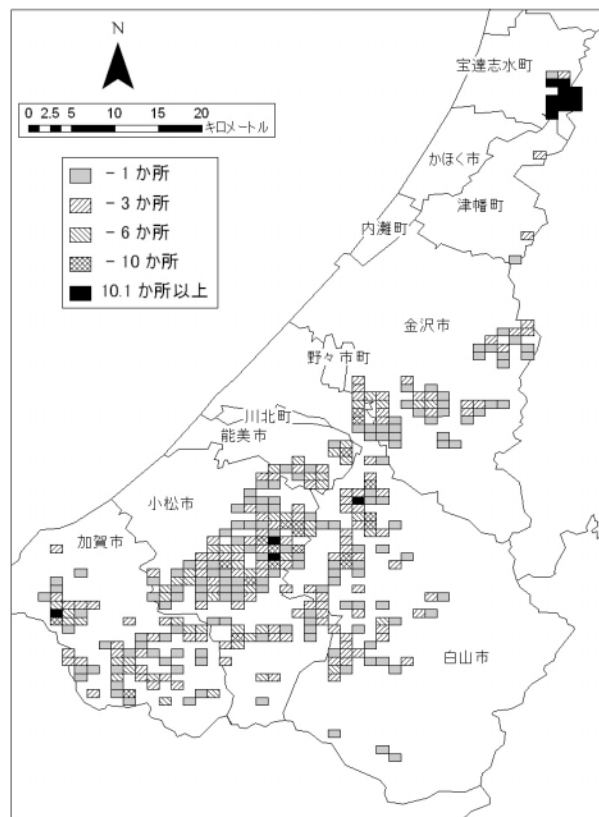 N
0 2.5 5 10 15 20
キロメートル
- 1 か所
- 3 か所
- 6 か所
- 10 か所
10.1 か所以上
宝達志水町
かほく市
津幡町
内灘町
金沢市
野々市町
川北町
能美市
小松市
加賀市
白山市